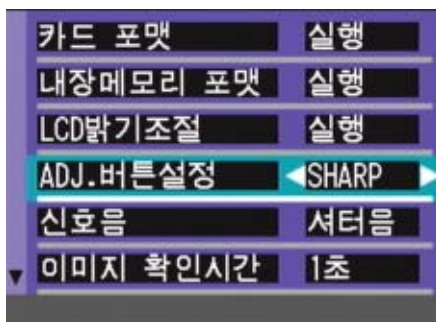 카드 포맷 실행
내장메모리 포맷 실행
LCD밝기조절 실행
ADJ.버튼설정 SHARP
신호음 셔터음
이미지 확인시간 1초